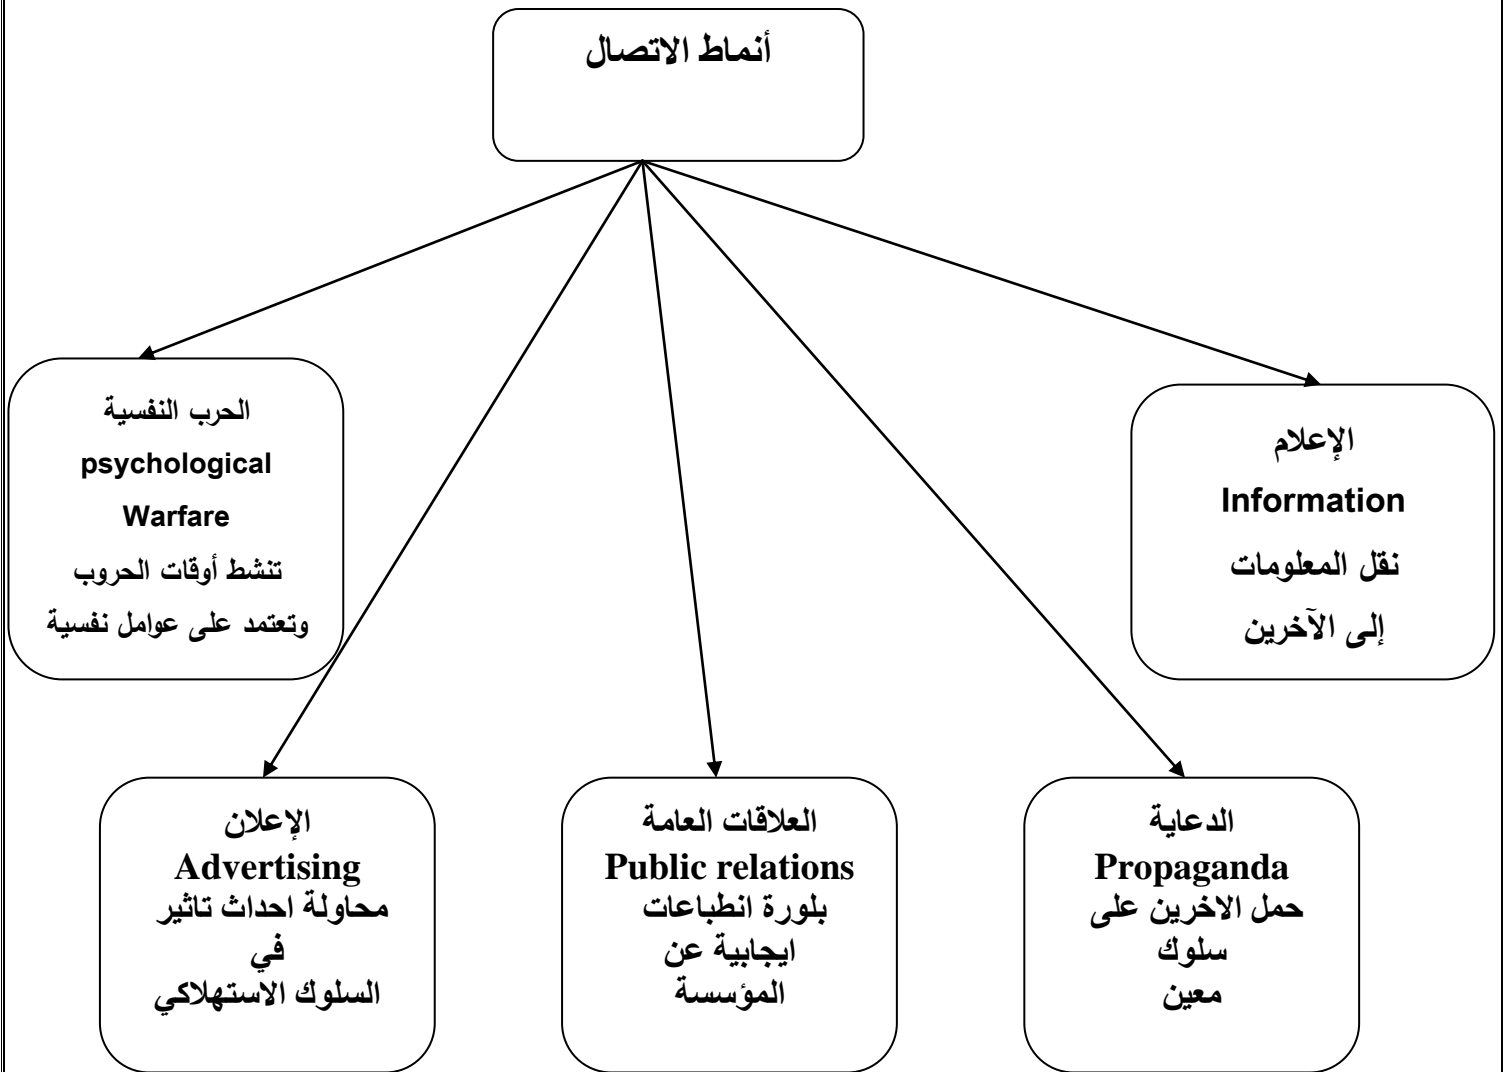 أنماط الاتصال
الإعلام
Information
نقل المعلومات
إلى الآخرين
الحرب النفسية
psychological
Warfare
تنشط أوقات الحروب
وتعتمد على عوامل نفسية
الدعاية
Propaganda
حمل الاخرين على
سلوك
معين
العلاقات العامة
Public relations
بلورة انطباعات
ايجابية عن
المؤسسة
الإعلان
Advertising
محاولة احداث تاثير
في
السلوك الاستهلاكي